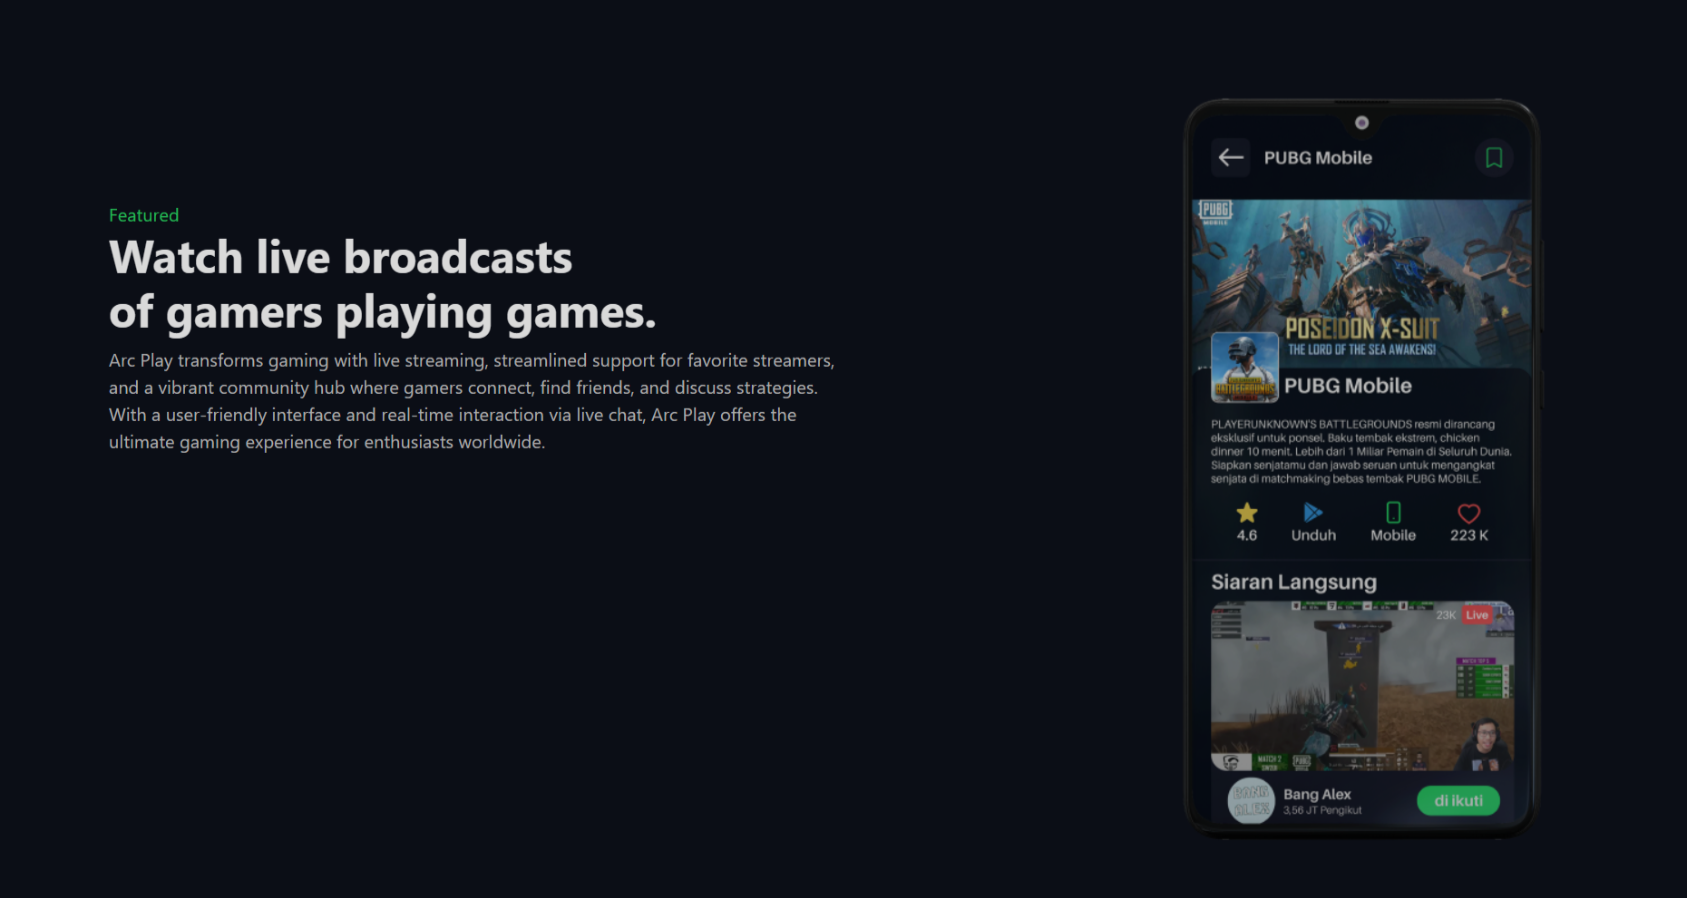 Featured
Watch live broadcasts
of gamers playing games.
Arc Play transforms gaming with live streaming, streamlined support for favorite streamers,
and a vibrant community hub where gamers connect, find friends, and discuss strategies.
With a user-friendly interface and real-time interaction via live chat, Arc Play offers the
ultimate gaming experience for enthusiasts worldwide.
PUBG Mobile
PUBG
MOBILE
POSEIDON X-SUIT
THE LORD OF THE SEA AWAKENS!
BATTLEGROUNDS
PUBG Mobile
PLAYERUNKNOWN'S BATTLEGROUNDS resmi dirancang
eksklusif untuk ponsel. Baku tembak ekstrem, chicken
dinner 10 menit. Lebih dari 1 Miliar Pemain di Seluruh Dunia.
Siapkan senjatamu dan jawab seruan untuk mengangkat
senjata di matchmaking bebas tembak PUBG MOBILE.
4.6
Unduh
Mobile
223 K
Siaran Langsung
23K Live
MATCH 2
PUBG
BANG
ALEX
Bang Alex
3,56 JT Pengikut
di ikuti